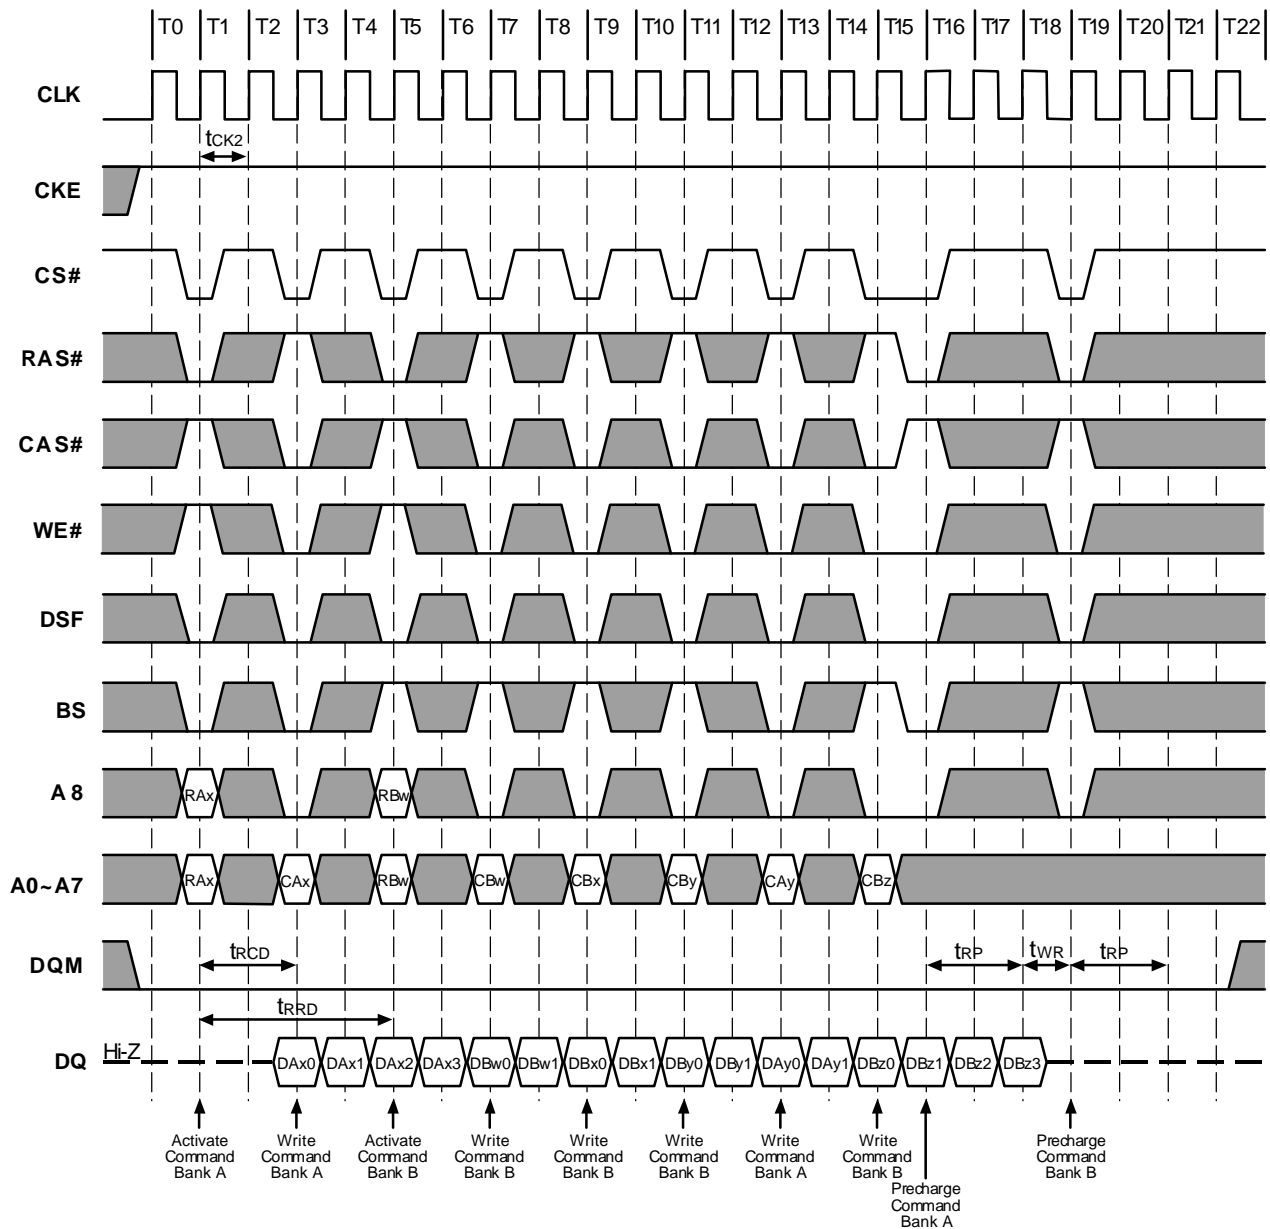 T0 T1 T2 T3 T4 T5 T6 T7 T8 T9 T10 T11 T12 T13 T14 T15 T16 T17 T18 T19 T20 T21 T22
CLK
tCK2
CKE
CS#
RAS#
CAS#
WE#
DSF
BS
A8 RAx RBw
A0~A7 RAx CAx RBw CBw CBx CBy CAy CBz
DQM tRCD tRP tWR tRP
tRRD
DQ Hi-Z DAx0 DAx1 DAx2 DAx3 DBw0 DBw1 DBx0 DBx1 DBy0 DBy1 DAy0 DAy1 DBz0 DBz1 DBz2 DBz3
Activate Write Activate Write Write Write Write Write Precharge
Command Command Command Command Command Command Command Command Command
Bank A Bank A Bank B Bank B Bank B Bank B Bank A Bank B Bank B
Precharge
Command
Bank A